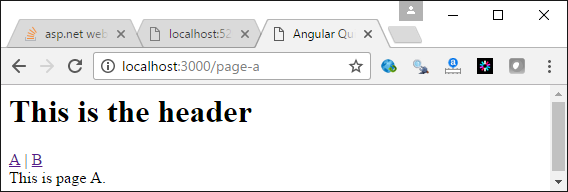 asp.net web
localhost:52
Angular Qu
localhost:3000/page-a
This is the header
A | B
This is page A.